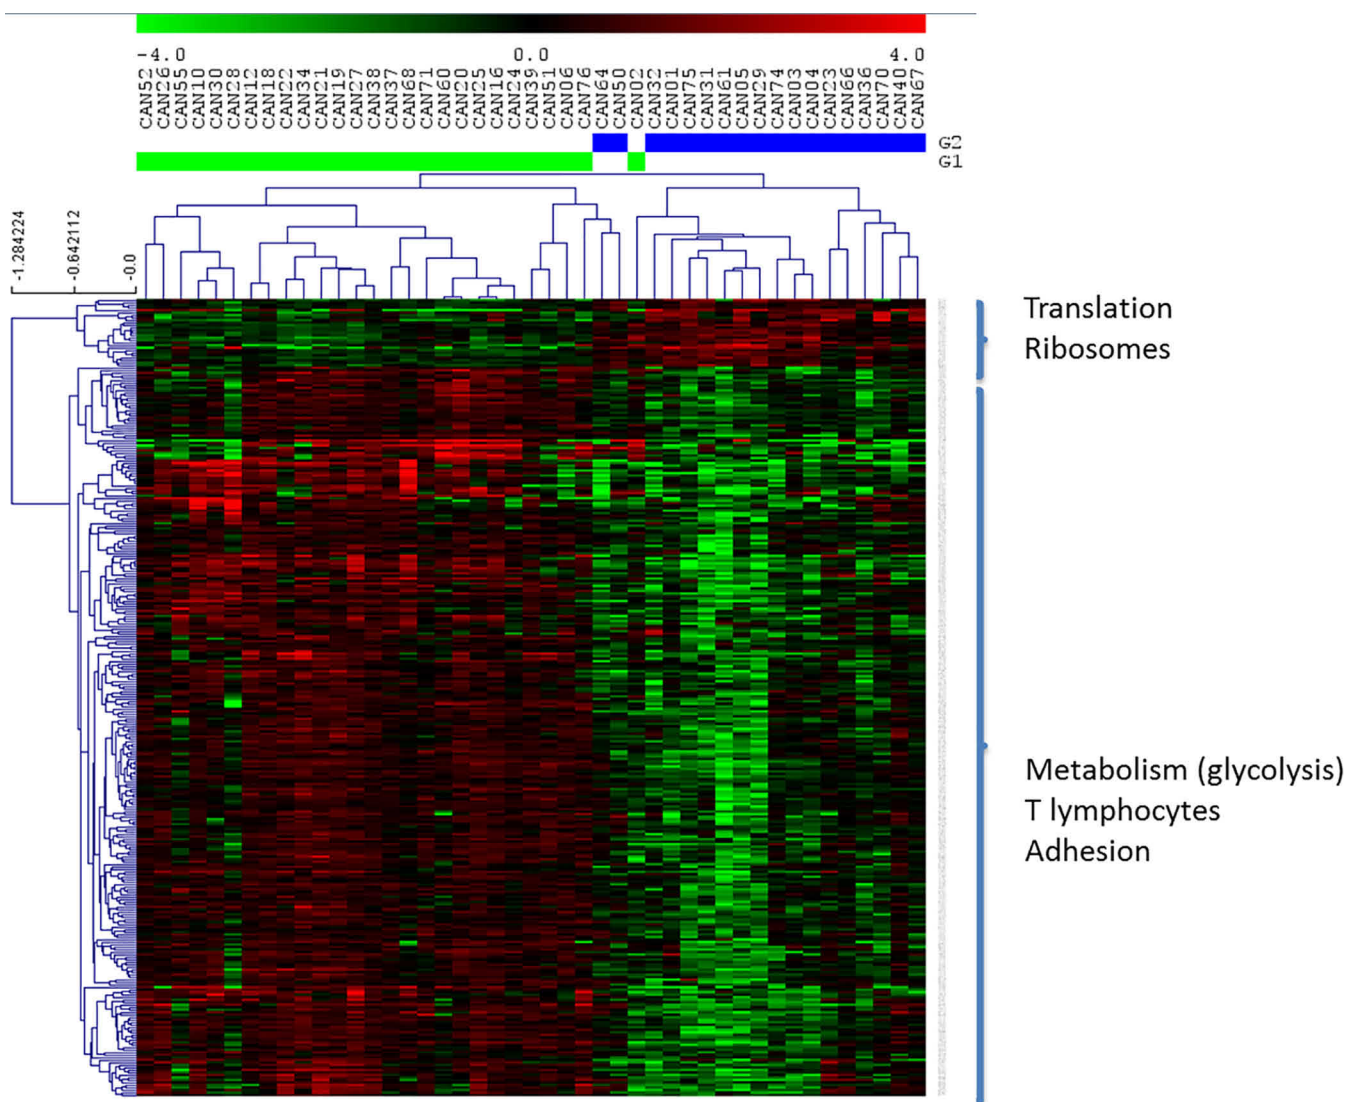 -4.0 0.0 4.0
CAN52 CAN26 CAN55 CAN10 CAN30 CAN28 CAN12 CAN18 CAN22 CAN34 CAN21 CAN19 CAN27 CAN38 CAN37 CAN68 CAN71 CAN60 CAN20 CAN25 CAN16 CAN24 CAN39 CAN51 CAN06 CAN76 CAN64 CAN50 CAN02 CAN32 CAN01 CAN75 CAN31 CAN61 CAN05 CAN29 CAN74 CAN03 CAN04 CAN23 CAN66 CAN36 CAN70 CAN40 CAN67
G2
G1
-1.284224 -0.642112 -0.0
Translation
Ribosomes
Metabolism (glycolysis)
T lymphocytes
Adhesion